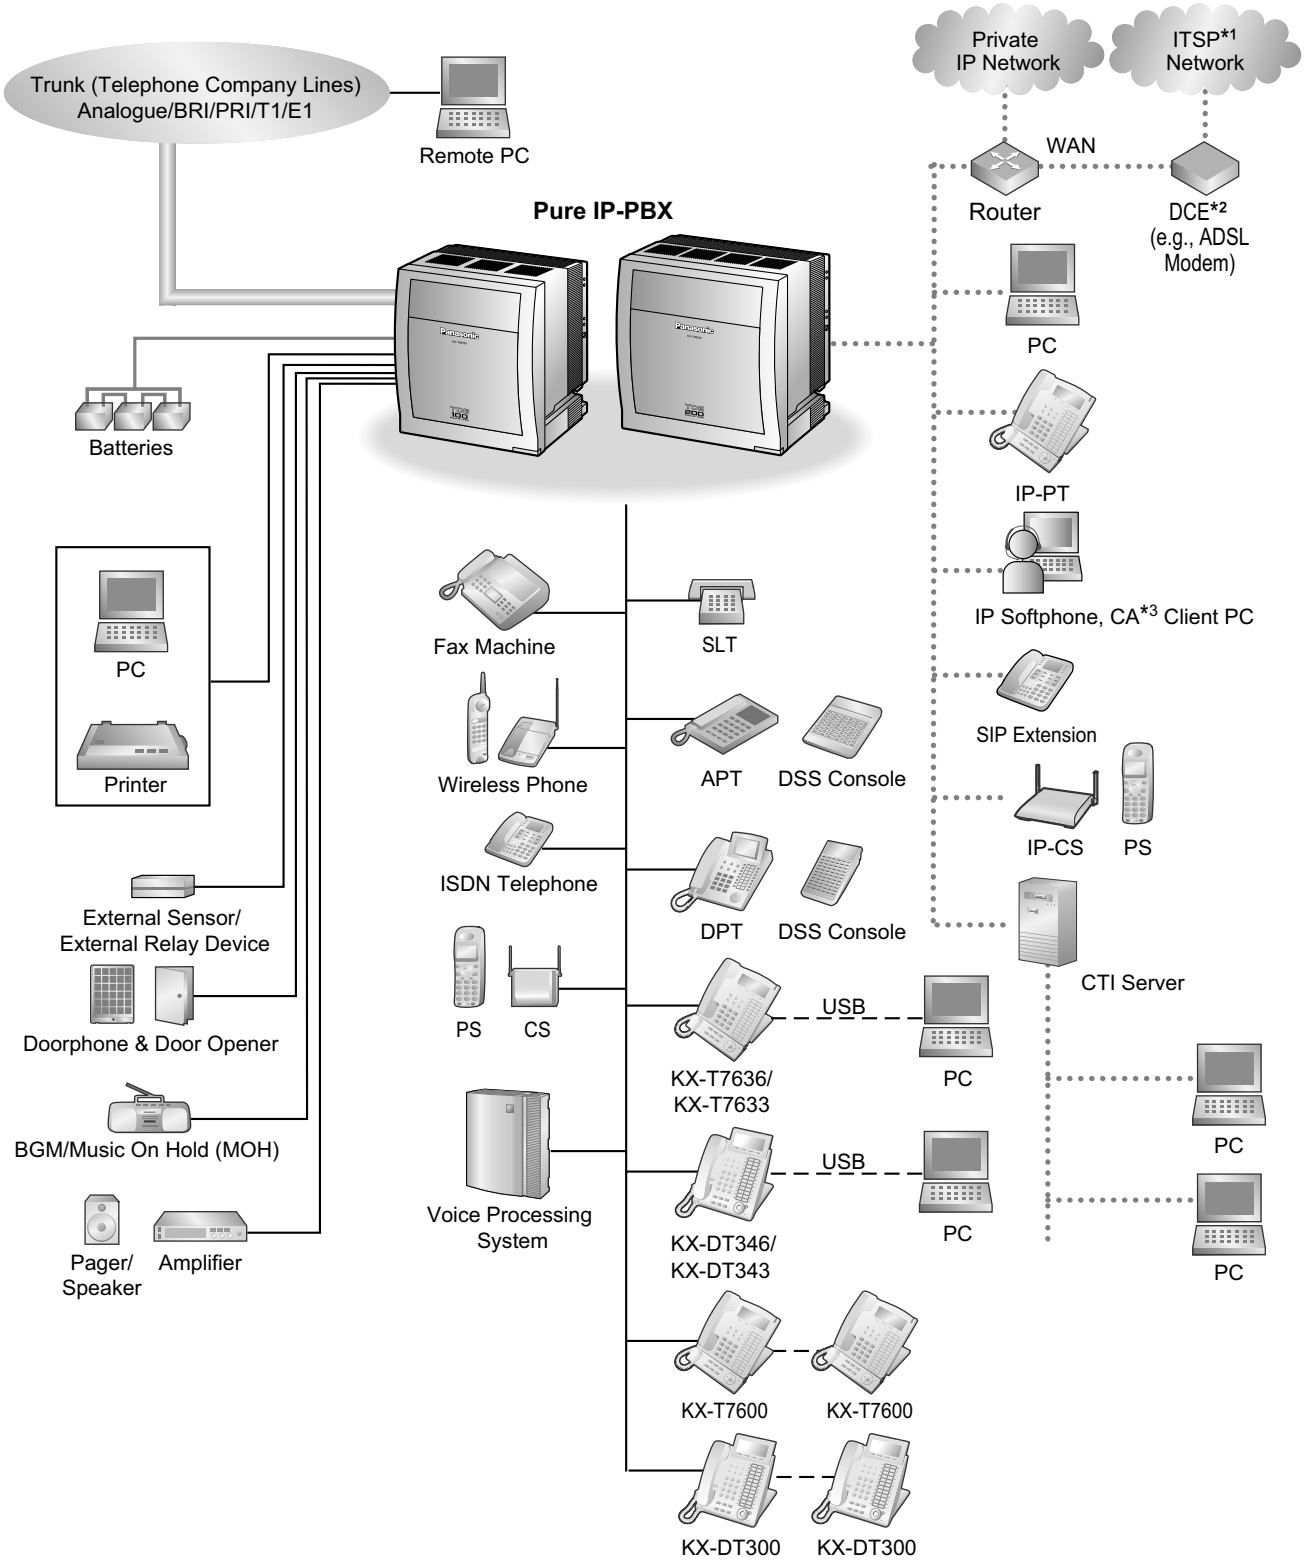 Private
IP Network
ITSP*1
Network
Trunk (Telephone Company Lines)
Analogue/BRI/PRI/T1/E1
Remote PC
WAN
Router
DCE*2
(e.g., ADSL
Modem)
Pure IP-PBX
Panasonic
TDE
100
Panasonic
TDE
200
PC
Batteries
IP-PT
IP Softphone, CA*3 Client PC
PC
Printer
Fax Machine
SLT
SIP Extension
Wireless Phone
APT
DSS Console
IP-CS
PS
ISDN Telephone
DPT
DSS Console
External Sensor/
External Relay Device
CTI Server
PS
CS
USB
Doorphone & Door Opener
KX-T7636/
KX-T7633
PC
PC
BGM/Music On Hold (MOH)
USB
Voice Processing
System
KX-DT346/
KX-DT343
PC
PC
Pager/
Speaker
Amplifier
KX-T7600
KX-T7600
KX-DT300
KX-DT300